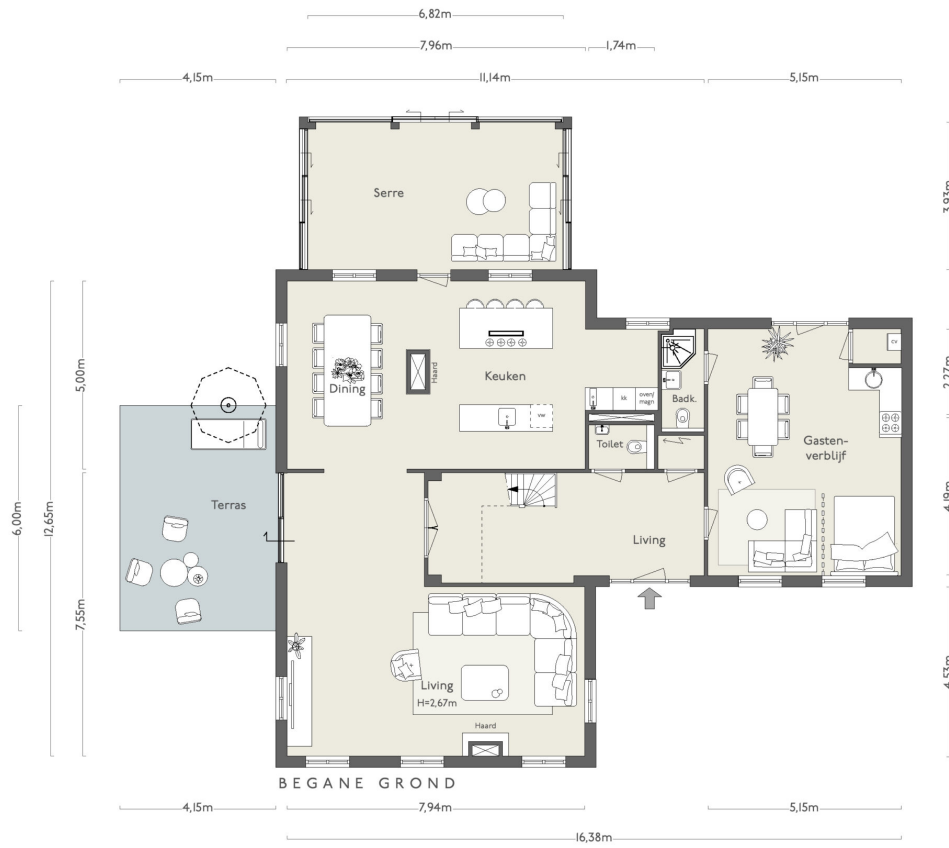 6,82m
7,96m
1,74m
4,15m
11,14m
5,15m
Serre
3,93m
Dining
Haard
Keuken
kk
oven/
magn
vw
Badk.
Toilet
cv
Gasten-
verblijf
5,00m
2,27m
6,00m
12,65m
7,55m
4,19m
4,53m
Terras
Living
Living
H=2,67m
Haard
BEGANE GROND
4,15m
7,94m
5,15m
16,38m